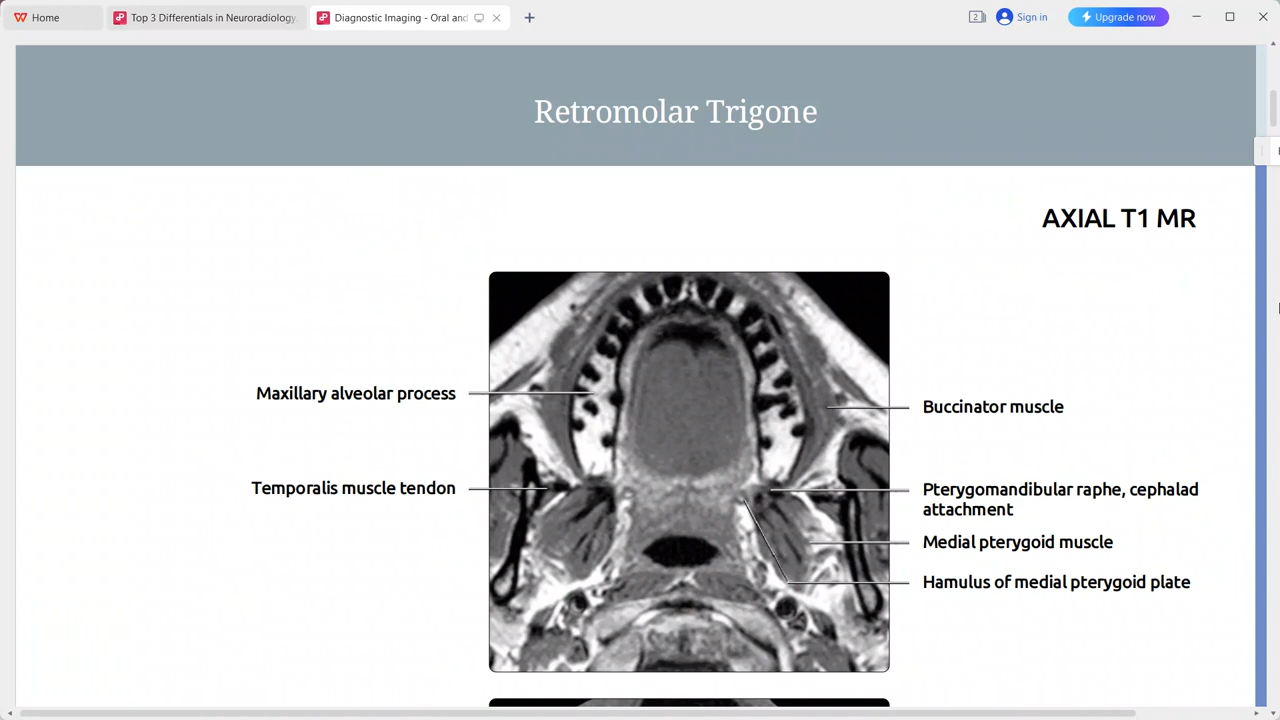 Home
Top 3 Differentials in Neuroradiology.
Diagnostic Imaging - Oral and
2
Sign in
Upgrade now
Retromolar Trigone
AXIAL T1 MR
Maxillary alveolar process
Buccinator muscle
Temporalis muscle tendon
Pterygomandibular raphe, cephalad
attachment
Medial pterygoid muscle
Hamulus of medial pterygoid plate